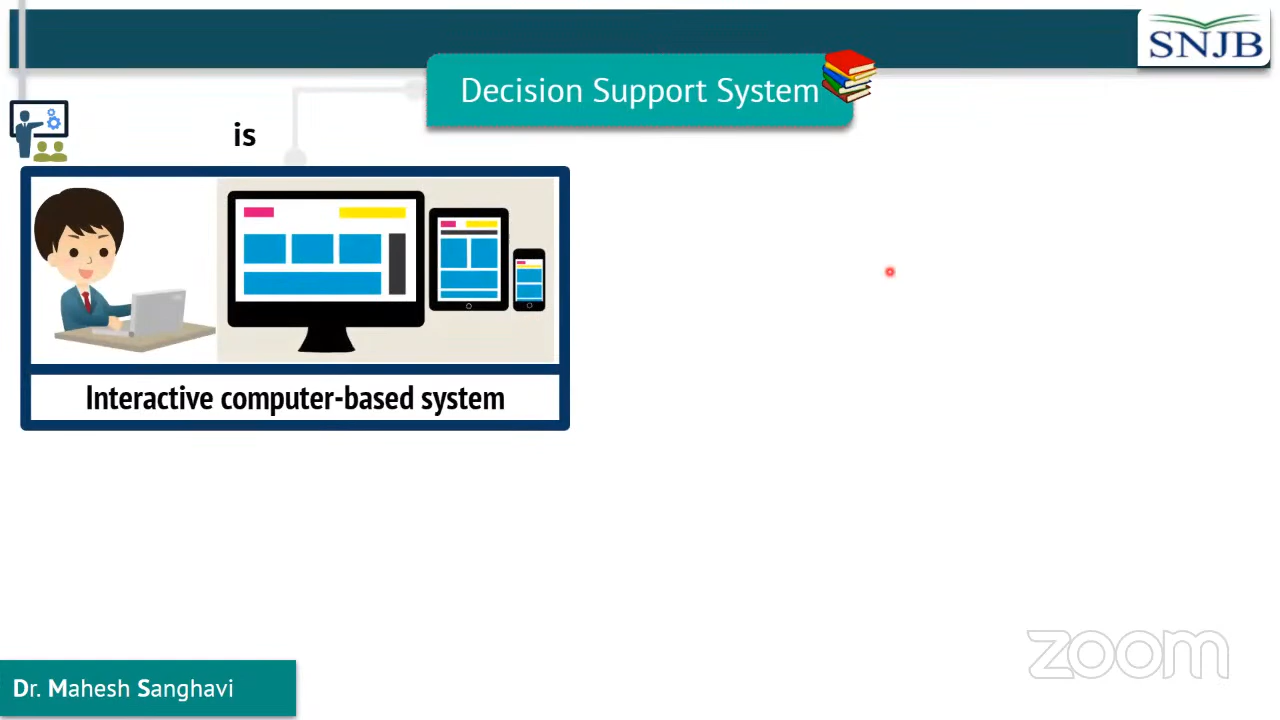 SNJB
Decision Support System
is
Interactive computer-based system
zoom
Dr. Mahesh Sanghavi